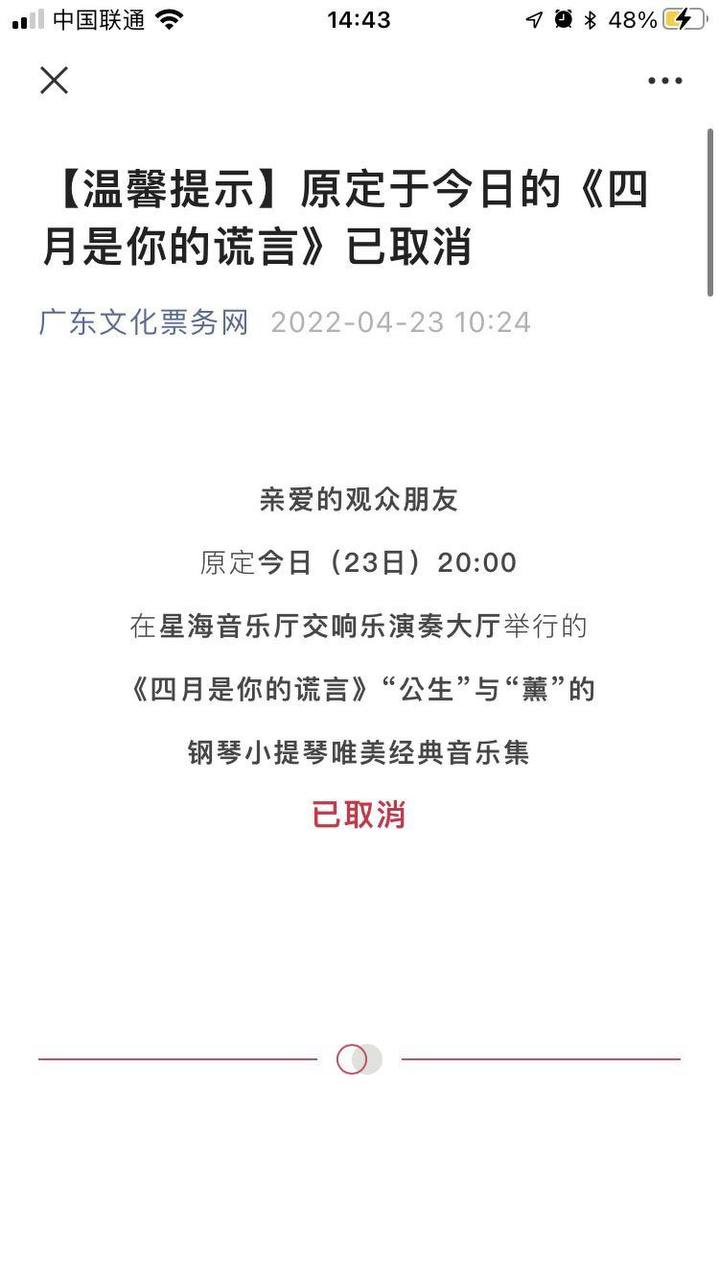 中国联通
14:43
48%
【温馨提示】原定于今日的《四
月是你的谎言》已取消
广东文化票务网 2022-04-23 10:24
亲爱的观众朋友
原定今日（23日）20:00
在星海音乐厅交响乐演奏大厅举行的
《四月是你的谎言》“公生”与“薰”的
钢琴小提琴唯美经典音乐集
已取消